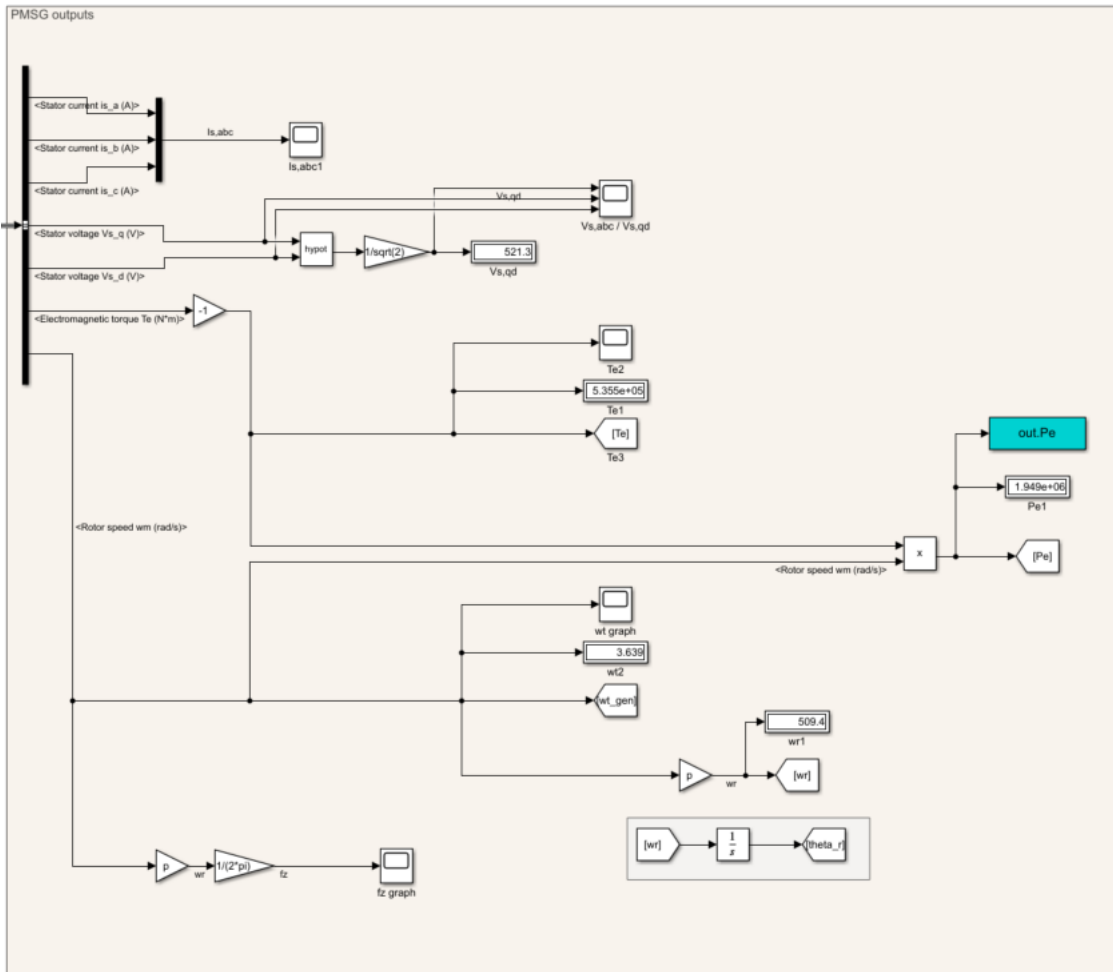 PMSG outputs
<Stator current is_a (A)>
<Stator current is_b (A)>
<Stator current is_c (A)>
Is,abc
Is,abc1
<Stator voltage Vs_q (V)>
<Stator voltage Vs_d (V)>
hypot
1/sqrt(2)
Vs,qd
Vs,abc / Vs,qd
521.3
Vs,qd
<Electromagnetic torque Te (N*m)>
-1
Te2
5.355e+05
Te1
[Te]
Te3
out.Pe
1.949e+06
Pe1
<Rotor speed wm (rad/s)>
x
[Pe]
<Rotor speed wm (rad/s)>
wt graph
3.639
wt2
[wt_gen]
509.4
wr1
p
wr
[wr]
[wr]
1
s
[theta_r]
p
wr
1/(2*pi)
fz
fz graph